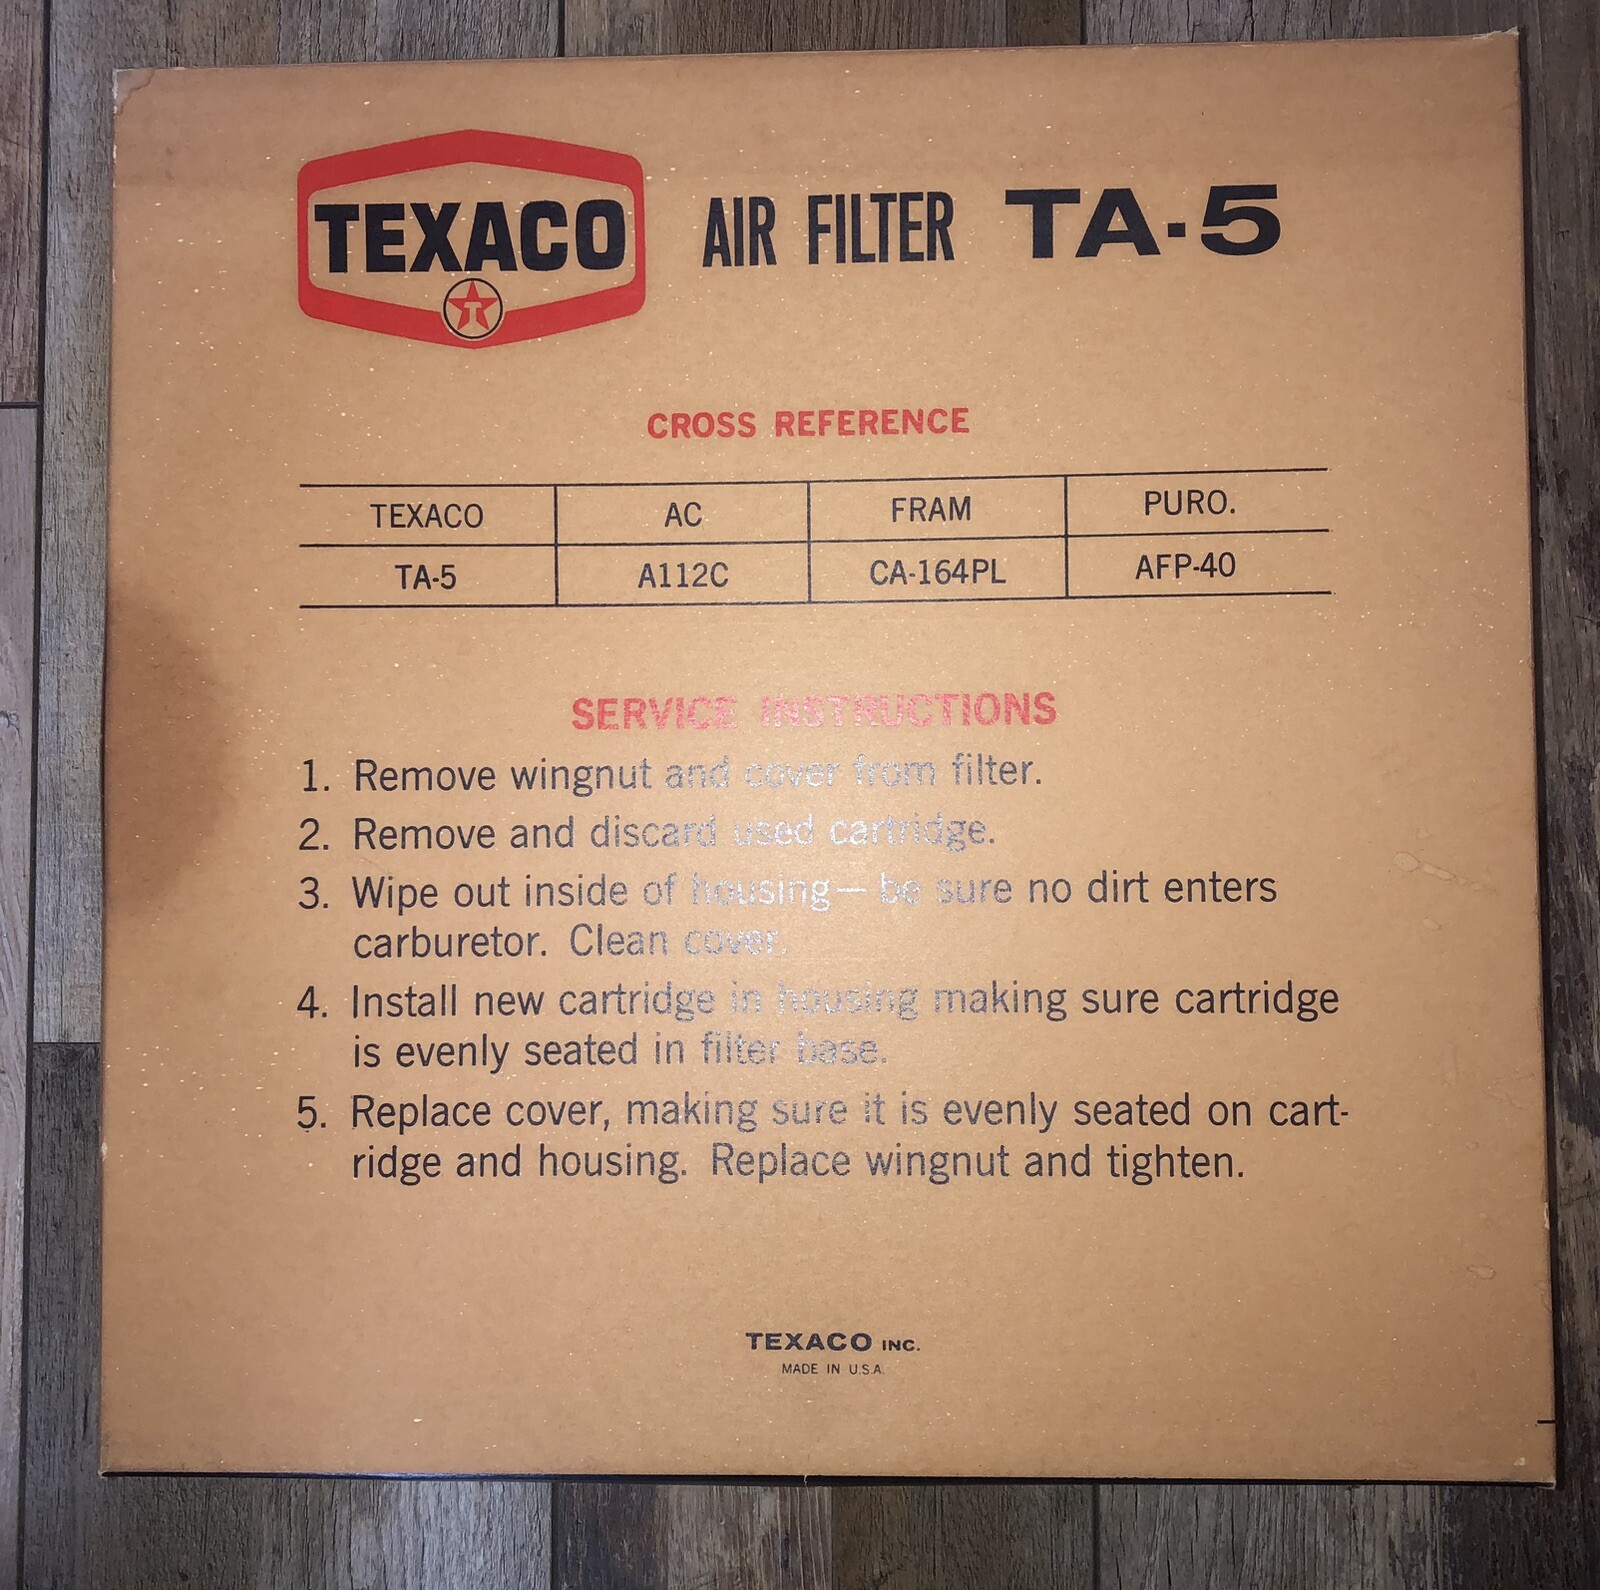 TEXACO AIR FILTER TA-5
T
CROSS REFERENCE
TEXACO AC FRAM PURO.
TA-5 A112C CA-164PL AFP-40
SERVICE INSTRUCTIONS
1. Remove wingnut and cover from filter.
2. Remove and discard used cartridge.
3. Wipe out inside of housing— be sure no dirt enters
carburetor. Clean cover.
4. Install new cartridge in housing making sure cartridge
is evenly seated in filter base.
5. Replace cover, making sure it is evenly seated on cart-
ridge and housing. Replace wingnut and tighten.
TEXACO INC.
MADE IN U.S.A.